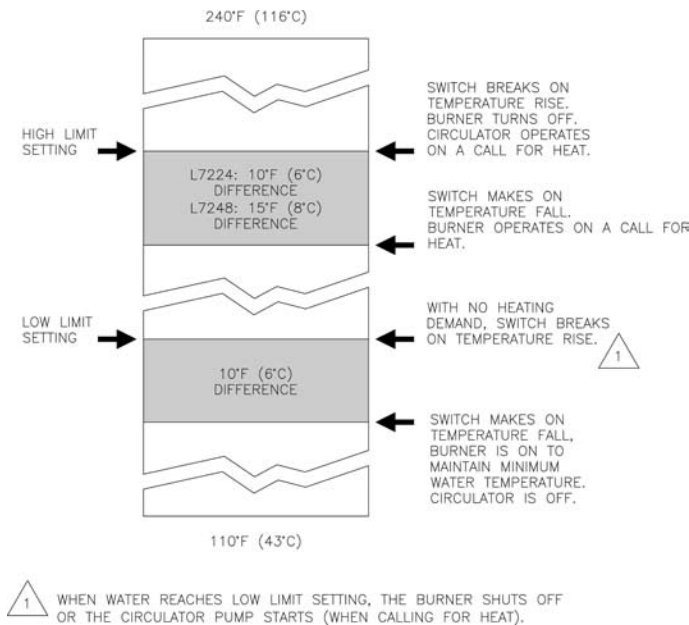 240°F (116°C)
SWITCH BREAKS ON
TEMPERATURE RISE.
BURNER TURNS OFF.
CIRCULATOR OPERATES
ON A CALL FOR HEAT.
HIGH LIMIT
SETTING
L7224: 10°F (6°C)
DIFFERENCE
L7248: 15°F (8°C)
DIFFERENCE
SWITCH MAKES ON
TEMPERATURE FALL.
BURNER OPERATES ON A CALL FOR
HEAT.
LOW LIMIT
SETTING
WITH NO HEATING
DEMAND, SWITCH BREAKS
ON TEMPERATURE RISE.
1
10°F (6°C)
DIFFERENCE
SWITCH MAKES ON
TEMPERATURE FALL,
BURNER IS ON TO
MAINTAIN MINIMUM
WATER TEMPERATURE.
CIRCULATOR IS OFF.
110°F (43°C)
1 WHEN WATER REACHES LOW LIMIT SETTING, THE BURNER SHUTS OFF
OR THE CIRCULATOR PUMP STARTS (WHEN CALLING FOR HEAT).